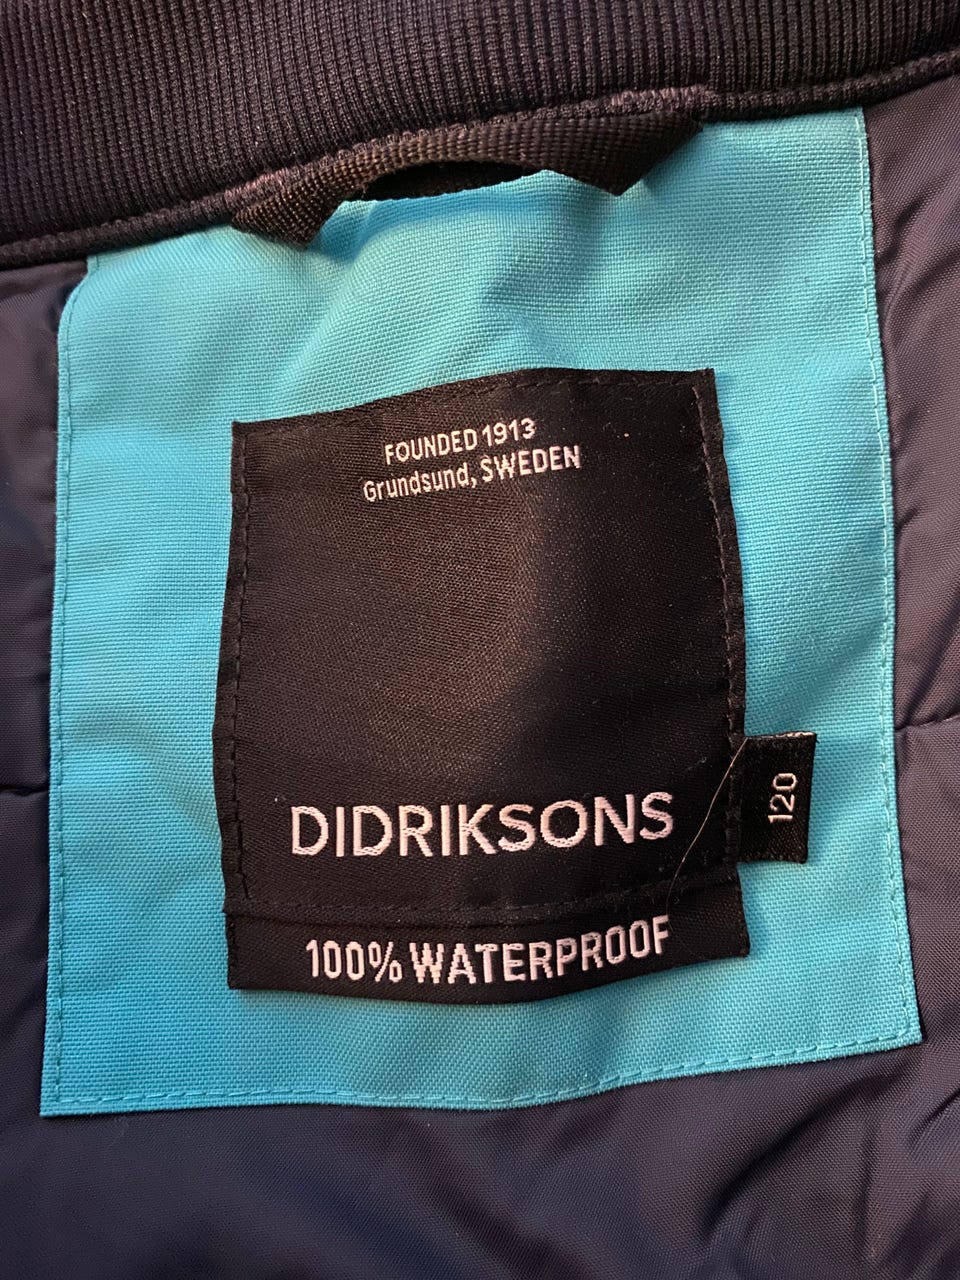 FOUNDED 1913
Grundsund, SWEDEN
DIDRIKSONS
120
100% WATERPROOF